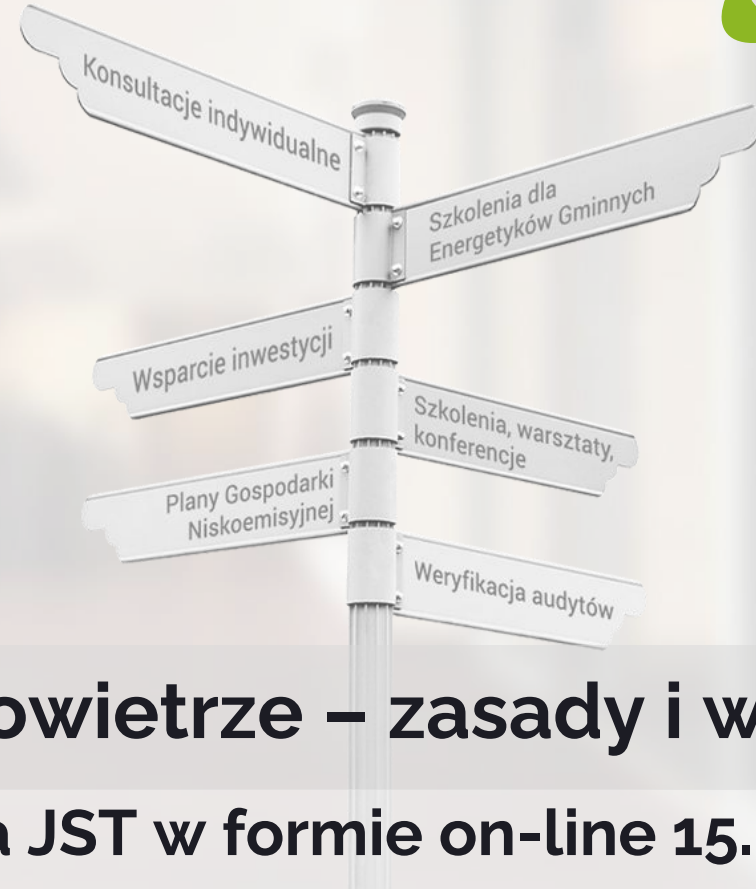 Konsultacje indywidualne
Szkolenia dla
Energetyków Gminnych
Wsparcie inwestycji
Szkolenia, warsztaty,
konferencje
Plany Gospodarki
Niskoemisyjnej
Weryfikacja audytów
owietrze – zasady i w
JST w formie on-line 15.